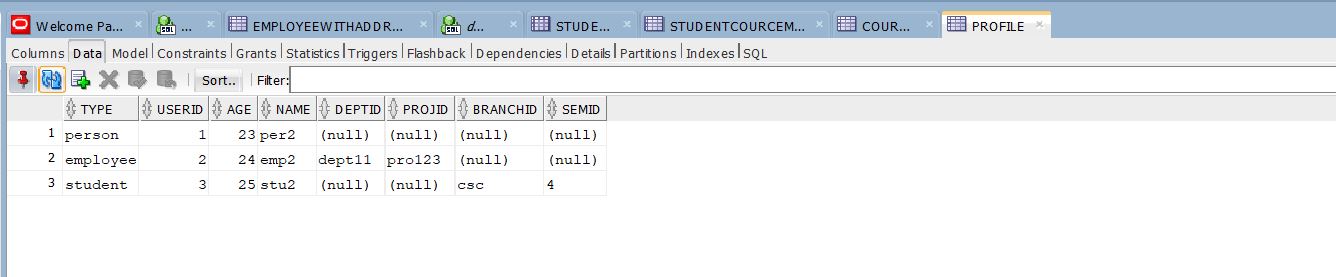 Welcome Pa... ... EMPLOYEEWITHADDR... d... STUDE... STUDENTCOURCEM... COUR... PROFILE
Columns Data Model Constraints Grants Statistics Triggers Flashback Dependencies Details Partitions Indexes SQL
Sort.. Filter:
TYPE USERID AGE NAME DEPTID PROJID BRANCHID SEMID
1 person 1 23 per2 (null) (null) (null) (null)
2 employee 2 24 emp2 dept11 pro123 (null) (null)
3 student 3 25 stu2 (null) (null) csc 4